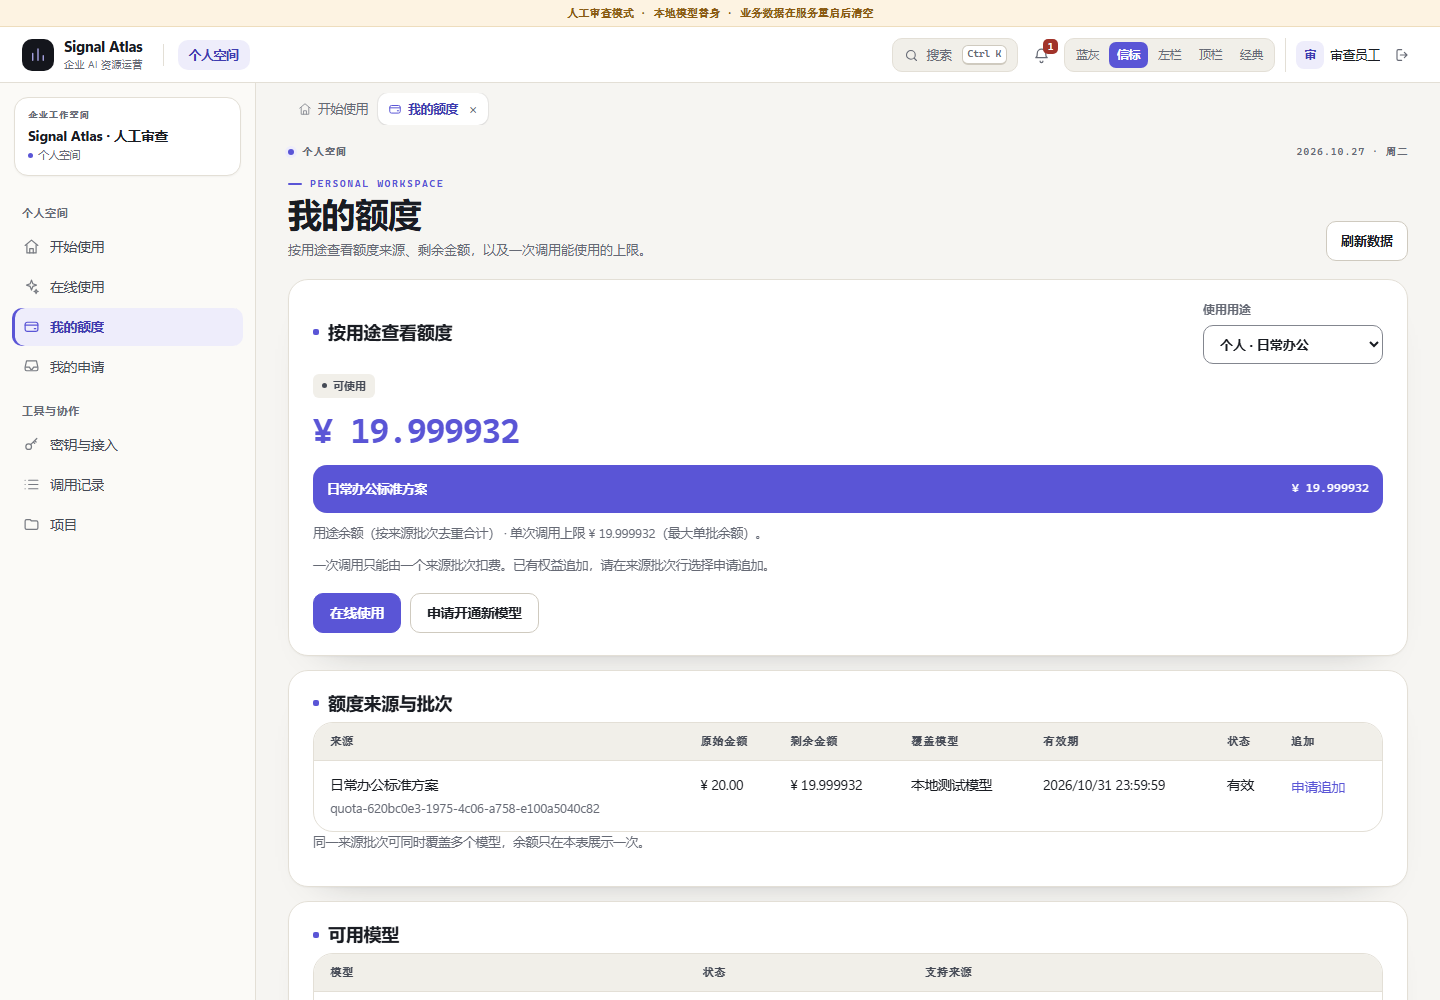 人工审查模式 · 本地模型替身 · 业务数据在服务重启后清空
Signal Atlas
企业 AI 资源运营
个人空间
搜索 Ctrl K
1
蓝灰 信标 左栏 顶栏 经典
审 审查员工
企业工作空间
Signal Atlas · 人工审查
个人空间
个人空间
开始使用
在线使用
我的额度
我的申请
工具与协作
密钥与接入
调用记录
项目
开始使用 我的额度 ×
个人空间
2026.10.27 · 周二
PERSONAL WORKSPACE
我的额度
按用途查看额度来源、剩余金额，以及一次调用能使用的上限。
刷新数据
按用途查看额度
使用用途
个人 · 日常办公
可使用
¥ 19.999932
日常办公标准方案 ¥ 19.999932
用途余额（按来源批次去重合计） · 单次调用上限 ¥ 19.999932（最大单批余额）。
一次调用只能由一个来源批次扣费。已有权益追加，请在来源批次行选择申请追加。
在线使用 申请开通新模型
额度来源与批次
来源 原始金额 剩余金额 覆盖模型 有效期 状态 追加
日常办公标准方案 ¥ 20.00 ¥ 19.999932 本地测试模型 2026/10/31 23:59:59 有效 申请追加
quota-620bc0e3-1975-4c06-a758-e100a5040c82
同一来源批次可同时覆盖多个模型，余额只在本表展示一次。
可用模型
模型 状态 支持来源